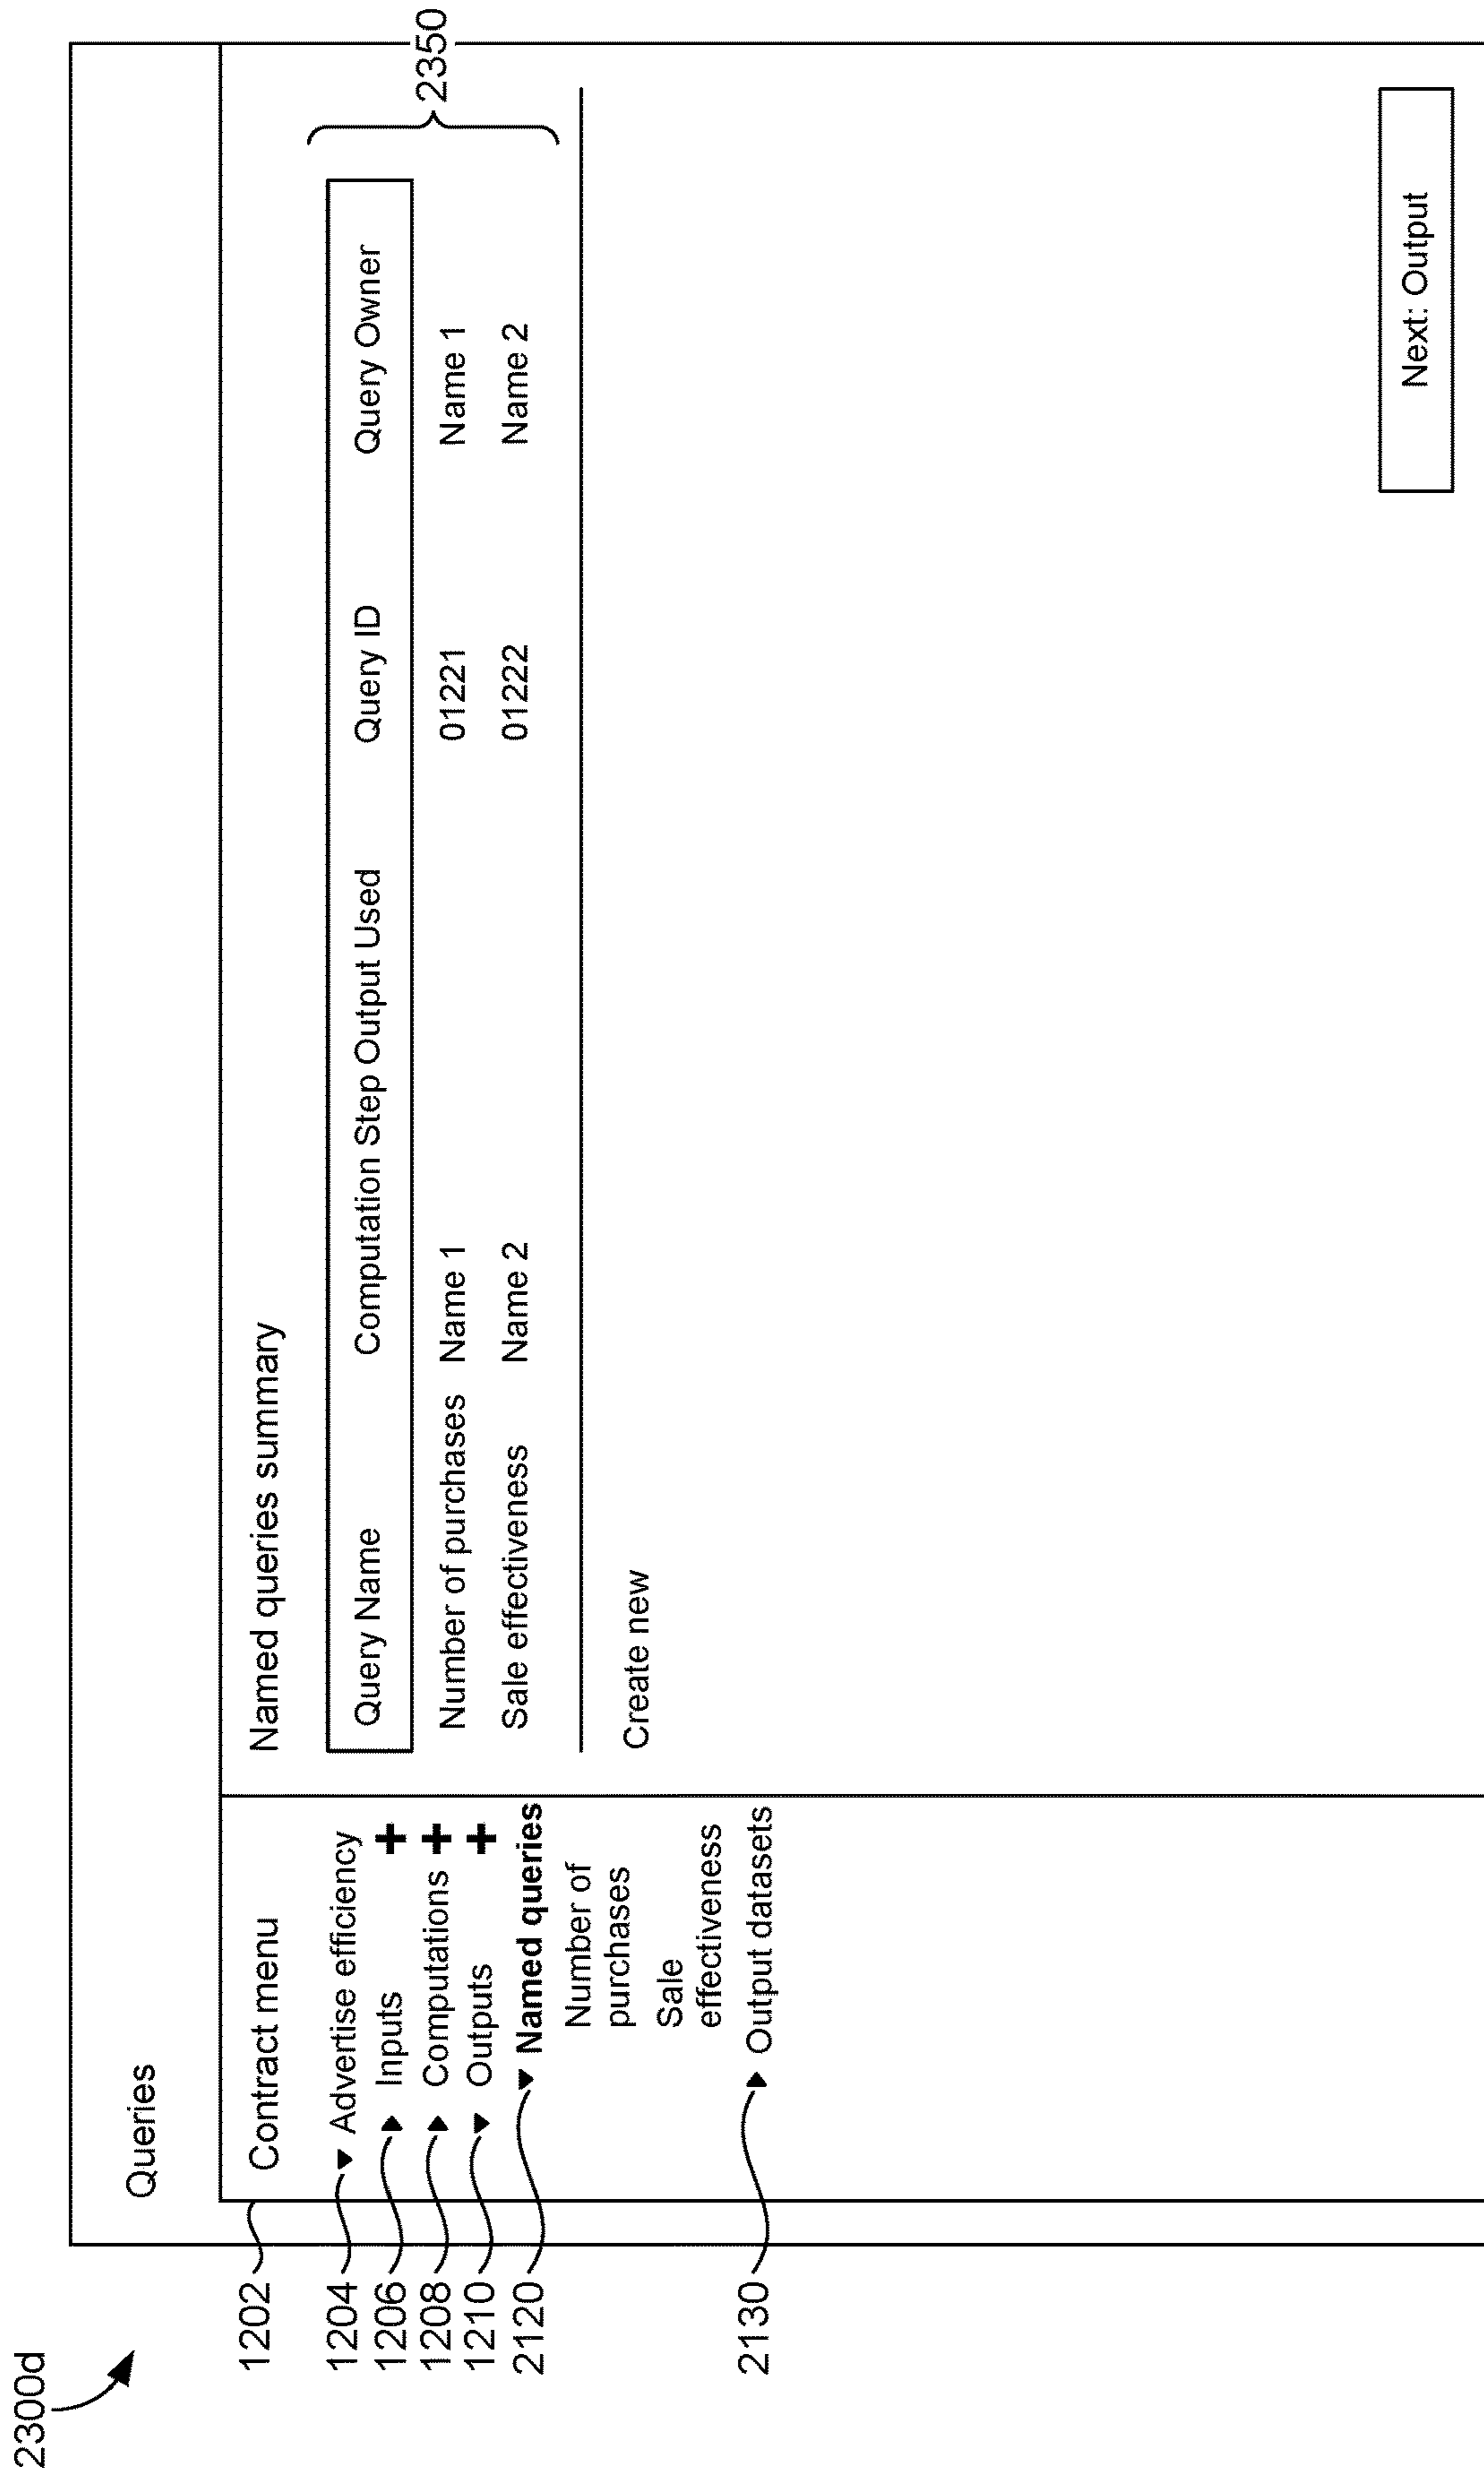 2300d
Queries
1202
Contract menu
1204
Advertise efficiency
1206
Inputs +
1208
Computations +
1210
Outputs +
2120
Named queries
Number of
purchases
Sale
effectiveness
2130
Output datasets
Named queries summary
Query Name Computation Step Output Used Query ID Query Owner
Number of purchases Name 1 01221 Name 1
Sale effectiveness Name 2 01222 Name 2
2350
Create new
Next: Output